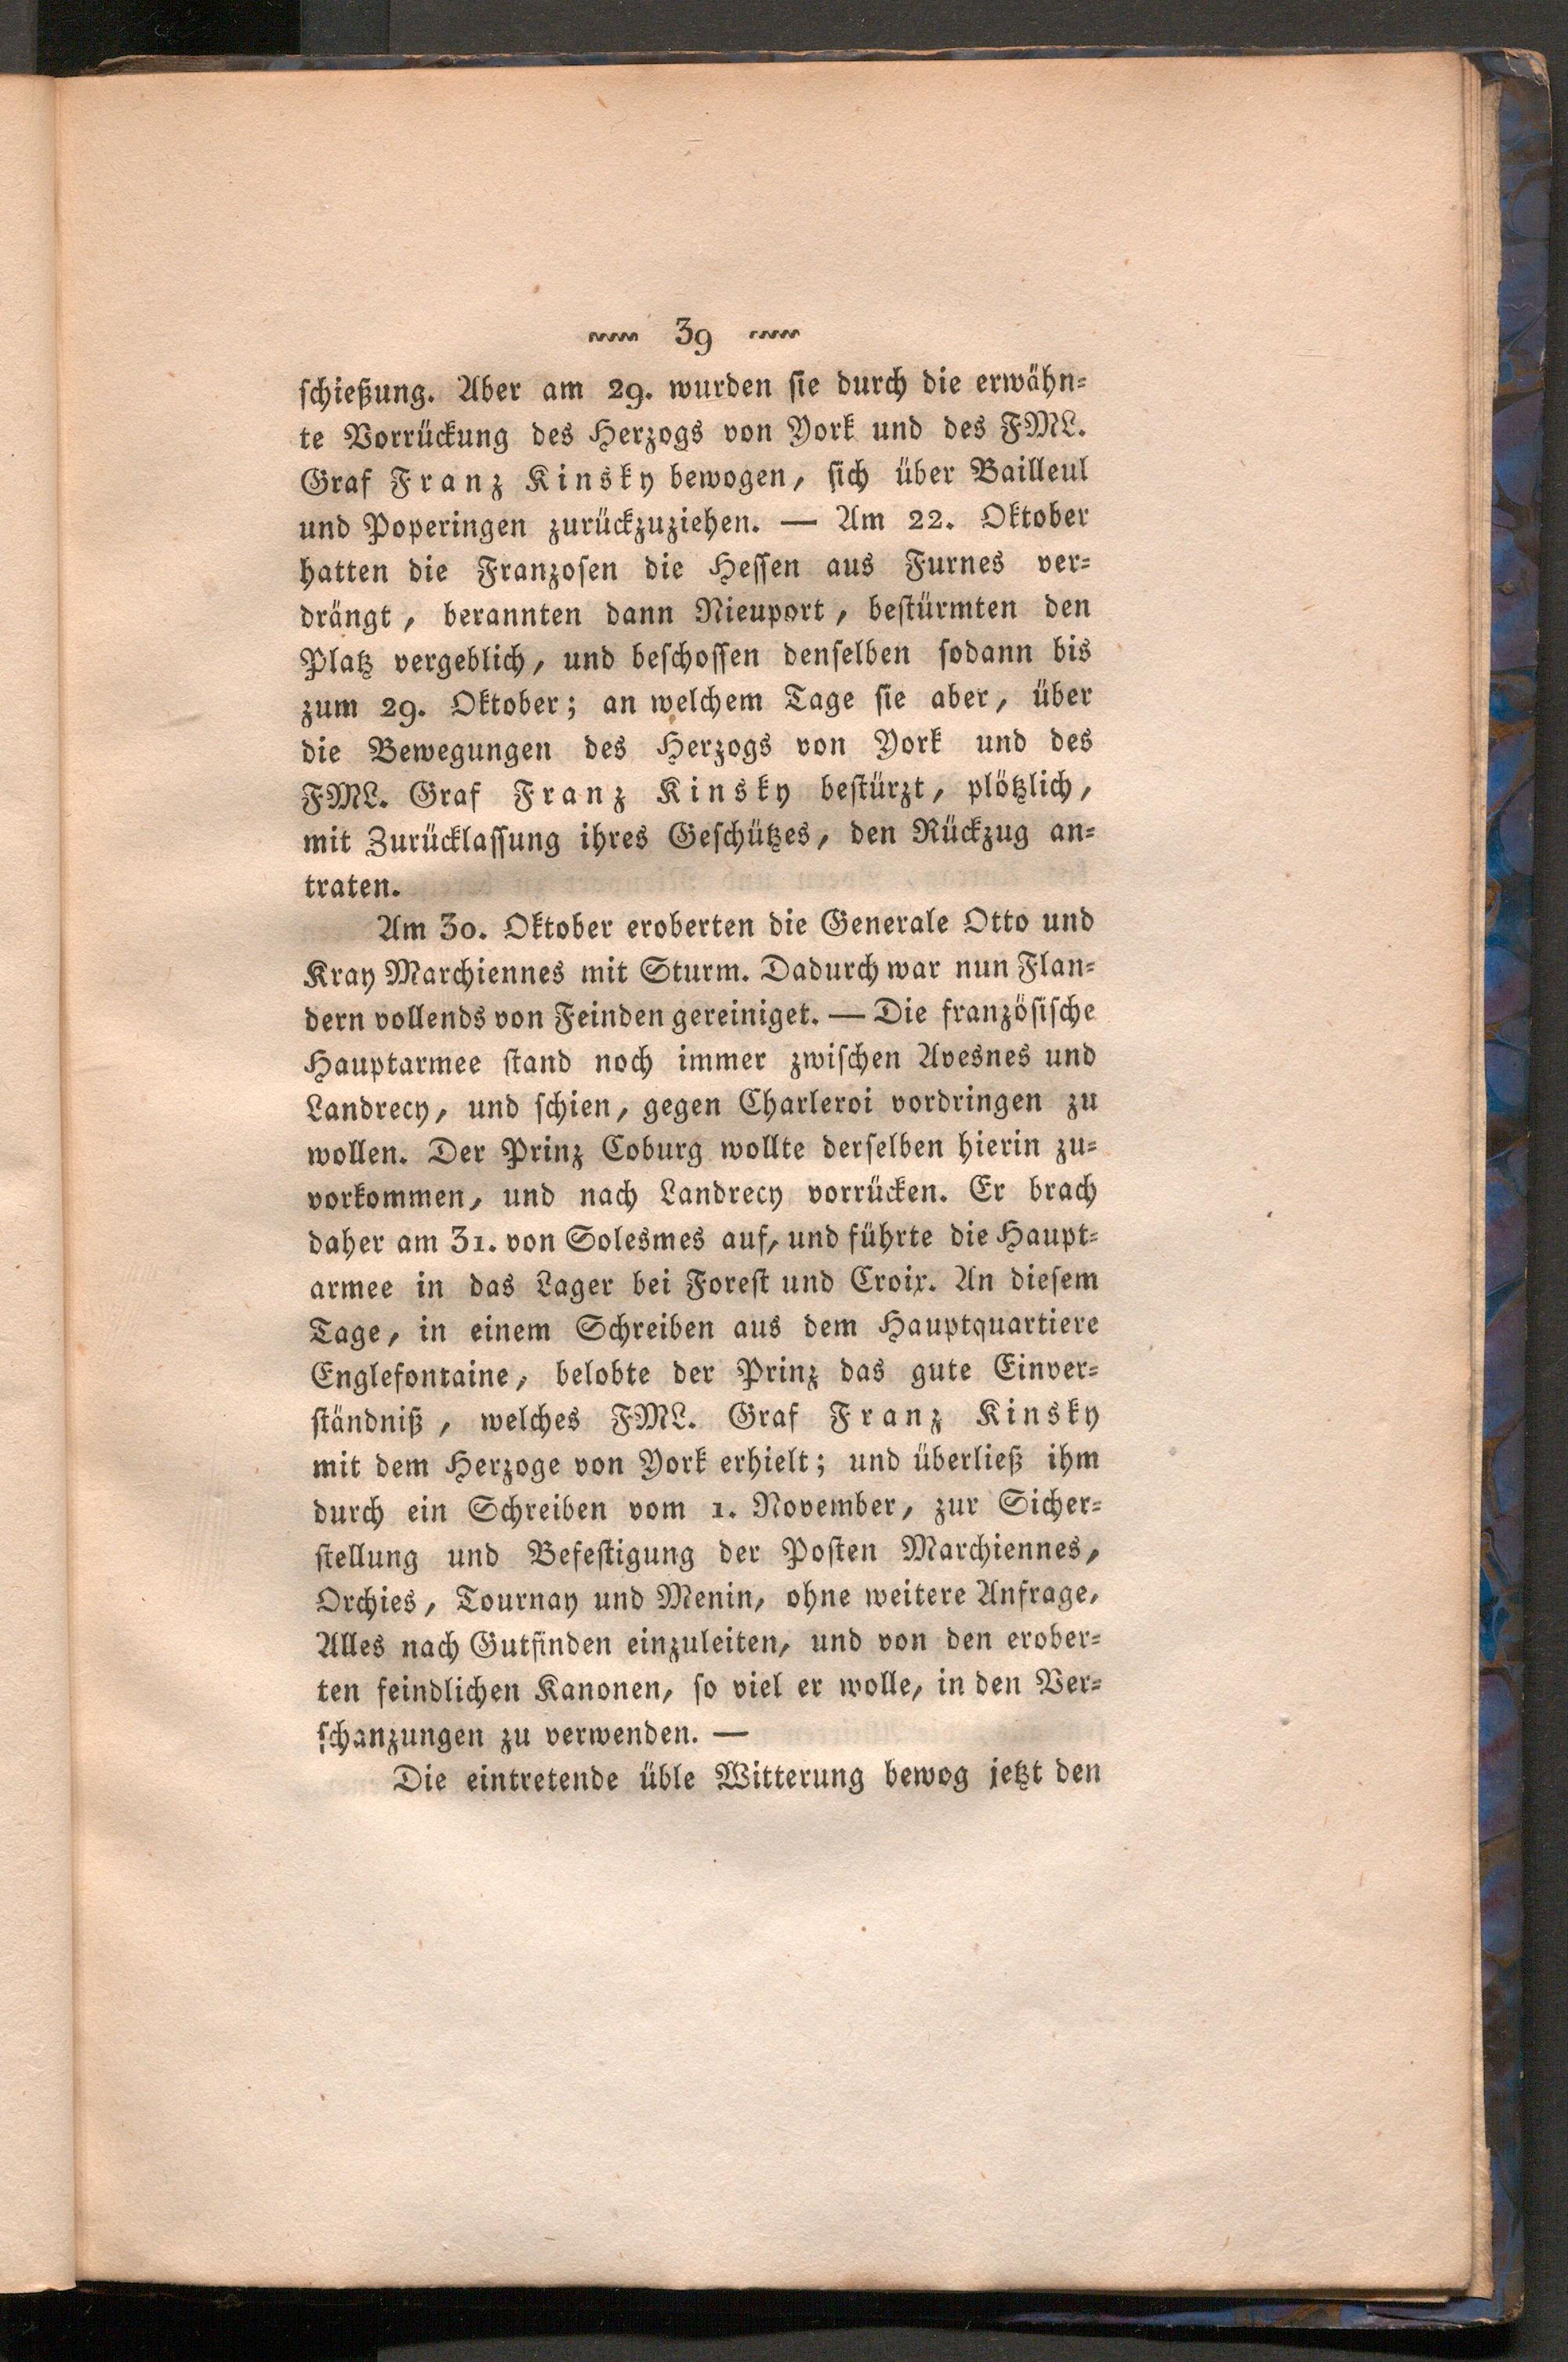 39
schießung. Aber am 29. wurden sie durch die erwähn-
te Vorrückung des Herzogs von York und des FML.
Graf Franz Kinsky bewogen, sich über Bailleul
und Poperingen zurückzuziehen. — Am 22. Oktober
hatten die Franzosen die Hessen aus Furnes ver-
drängt, berannten dann Nieuport, bestürmten den
Platz vergeblich, und beschossen denselben sodann bis
zum 29. Oktober; an welchem Tage sie aber, über
die Bewegungen des Herzogs von York und des
FML. Graf Franz Kinsky bestürzt, plötzlich,
mit Zurücklassung ihres Geschützes, den Rückzug an-
traten.
Am 30. Oktober eroberten die Generale Otto und
Kray Marchiennes mit Sturm. Dadurch war nun Flan-
dern vollends von Feinden gereiniget. — Die französische
Hauptarmee stand noch immer zwischen Avesnes und
Landrecy, und schien, gegen Charleroi vordringen zu
wollen. Der Prinz Coburg wollte derselben hierin zu-
vorkommen, und nach Landrecy vorrücken. Er brach
daher am 31. von Solesmes auf, und führte die Haupt-
armee in das Lager bei Forest und Croix. An diesem
Tage, in einem Schreiben aus dem Hauptquartiere
Englefontaine, belobte der Prinz das gute Einver-
ständniß, welches FML. Graf Franz Kinsky
mit dem Herzoge von York erhielt; und überließ ihm
durch ein Schreiben vom 1. November, zur Sicher-
stellung und Befestigung der Posten Marchiennes,
Orchies, Tournay und Menin, ohne weitere Anfrage,
Alles nach Gutfinden einzuleiten, und von den erober-
ten feindlichen Kanonen, so viel er wolle, in den Ver-
schanzungen zu verwenden. —
Die eintretende üble Witterung bewog jetzt den